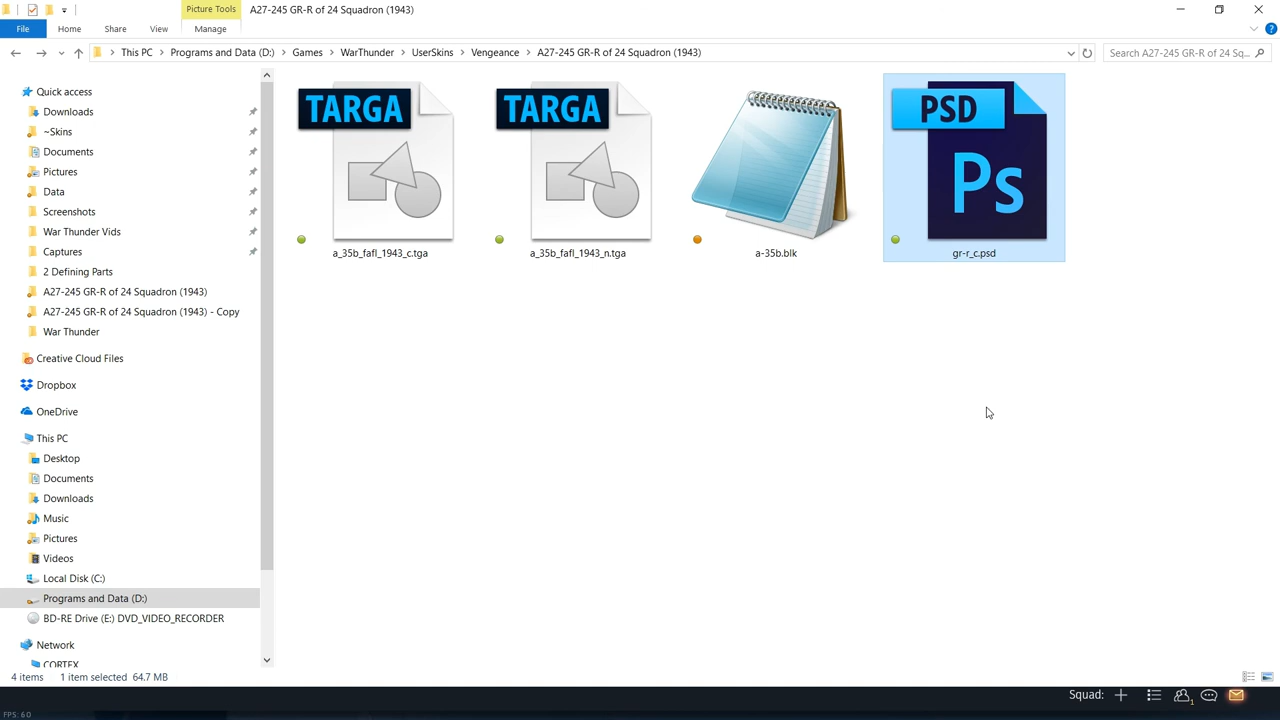 Picture Tools
A27-245 GR-R of 24 Squadron (1943)
File
Home
Share
View
Manage
This PC
Programs and Data (D:)
Games
WarThunder
UserSkins
Vengeance
A27-245 GR-R of 24 Squadron (1943)
Search A27-245 GR-R of 24 Sq...
Quick access
Downloads
~Skins
Documents
Pictures
Data
Screenshots
War Thunder Vids
Captures
2 Defining Parts
A27-245 GR-R of 24 Squadron (1943)
A27-245 GR-R of 24 Squadron (1943) - Copy
War Thunder
Creative Cloud Files
Dropbox
OneDrive
This PC
Desktop
Documents
Downloads
Music
Pictures
Videos
Local Disk (C:)
Programs and Data (D:)
BD-RE Drive (E:) DVD_VIDEO_RECORDER
Network
CORTEX
TARGA
a_35b_fafl_1943_c.tga
TARGA
a_35b_fafl_1943_n.tga
a-35b.blk
PSD
Ps
gr-r_c.psd
4 items
1 item selected 64.7 MB
Squad:
1
FPS: 60